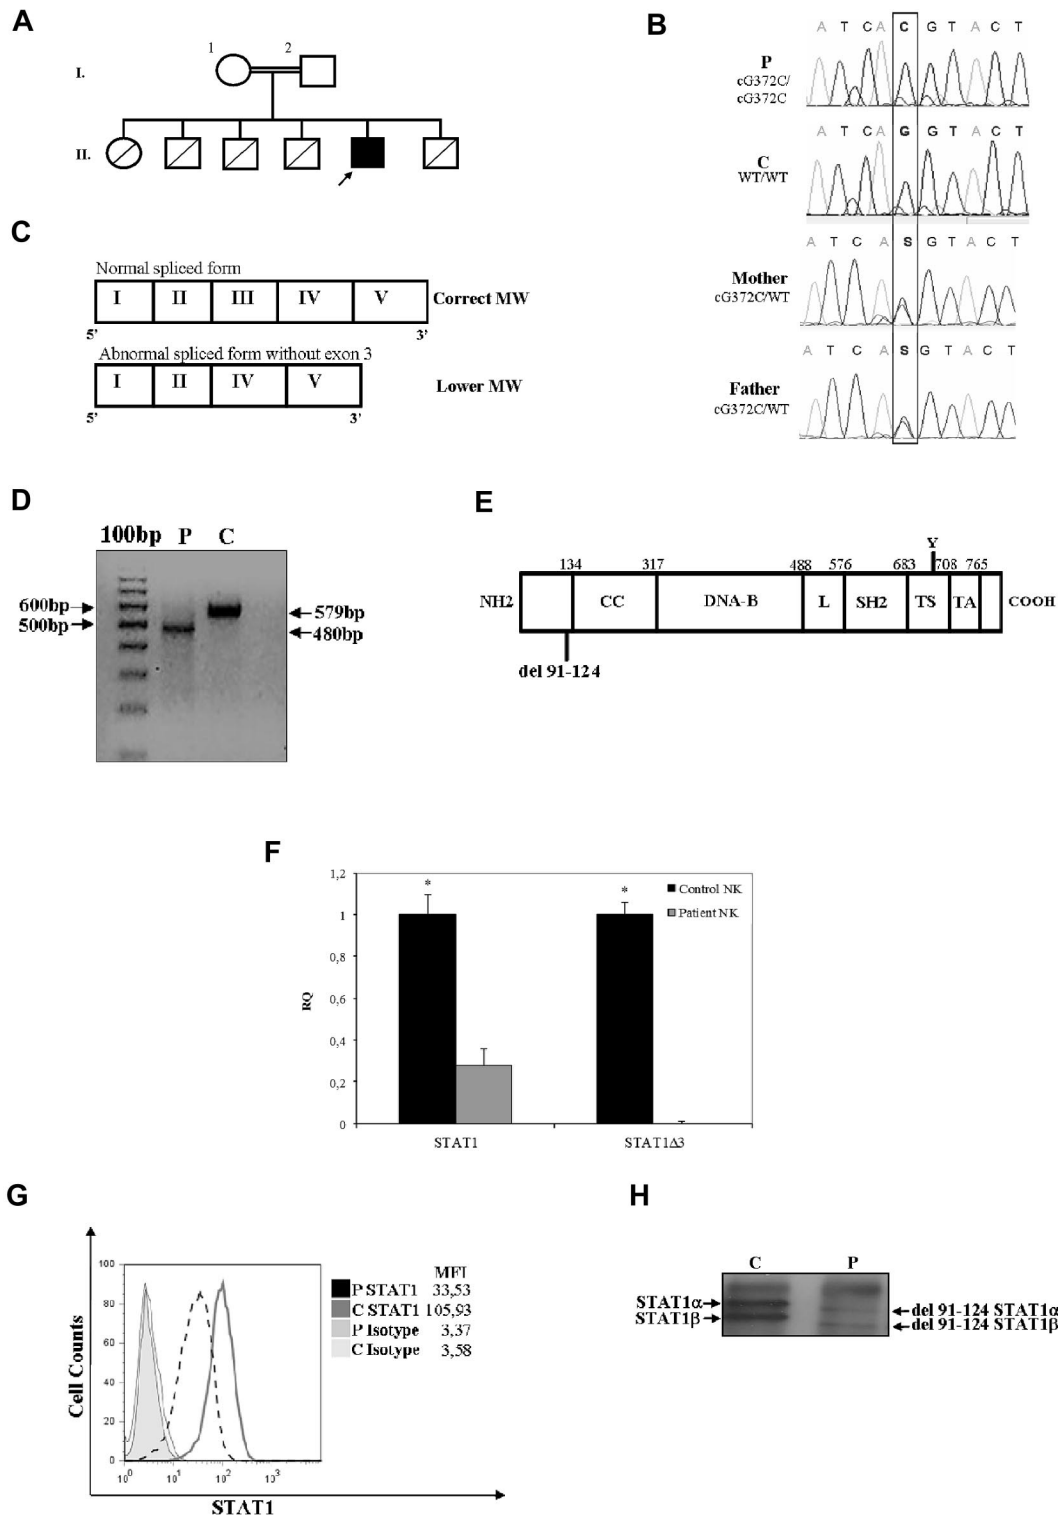 A
1 2
I.
II.
B
A T C A C G T A C T
P
cG372C/
cG372C
A T C A G G T A C T
C
WT/WT
A T C A S G T A C T
Mother
cG372C/WT
A T C A S G T A C T
Father
cG372C/WT
C
Normal spliced form
I II III IV V
Correct MW
5' 3'
Abnormal spliced form without exon 3
I II IV V
Lower MW
5' 3'
D
100bp P C
600bp
500bp
579bp
480bp
E
Y
134 317 488 576 683 708 765
NH2 CC DNA-B L SH2 TS TA COOH
del 91-124
F
1,2
1
0,8
0,6
0,4
0,2
0
RQ
* *
Control NK
Patient NK
STAT1 STAT1Δ3
G
Cell Counts
100
80
60
40
20
0
10⁰ 10¹ 10² 10³
STAT1
MFI
P STAT1 33,53
C STAT1 105,93
P Isotype 3,37
C Isotype 3,58
H
C P
STAT1α
STAT1β
del 91-124 STAT1α
del 91-124 STAT1β